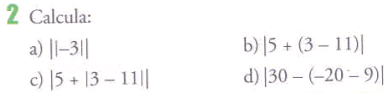 2 Calcula:
a) ||–3||
b) |5 + (3 – 11)|
c) |5 + |3 – 11||
d) |30 – (–20 – 9)|